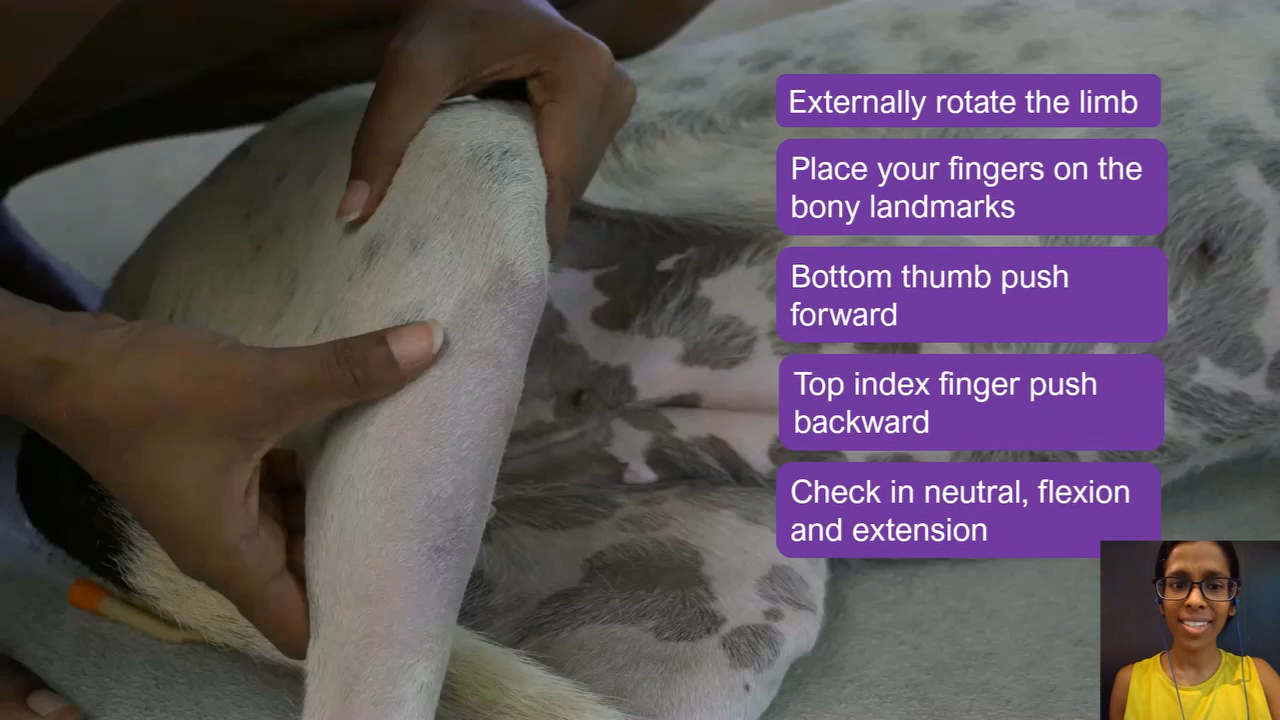 Externally rotate the limb
Place your fingers on the
bony landmarks
Bottom thumb push
forward
Top index finger push
backward
Check in neutral, flexion
and extension